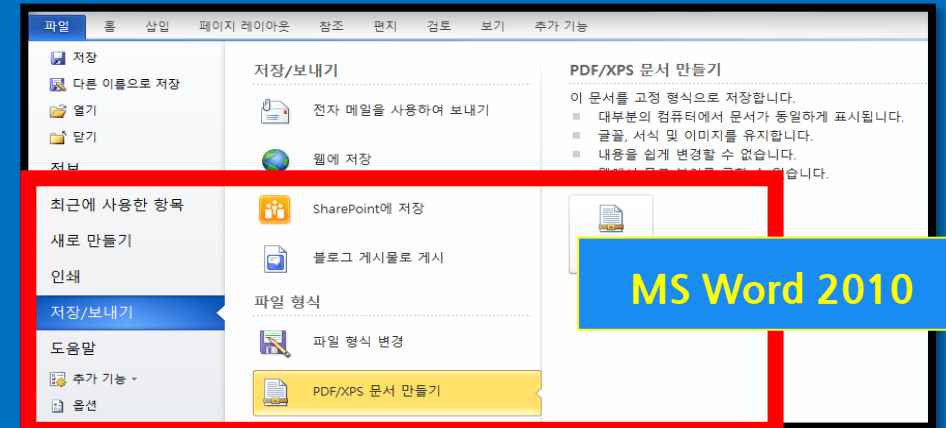 파일 홈 삽입 페이지 레이아웃 참조 편지 검토 보기 추가 기능
저장
다른 이름으로 저장
열기
닫기
정보
최근에 사용한 항목
새로 만들기
인쇄
저장/보내기
도움말
추가 기능
옵션
저장/보내기
전자 메일을 사용하여 보내기
웹에 저장
SharePoint에 저장
블로그 게시물로 게시
파일 형식
파일 형식 변경
PDF/XPS 문서 만들기
PDF/XPS 문서 만들기
이 문서를 고정 형식으로 저장합니다.
대부분의 컴퓨터에서 문서가 동일하게 표시됩니다.
글꼴, 서식 및 이미지를 유지합니다.
내용을 쉽게 변경할 수 없습니다.
없습니다.
MS Word 2010